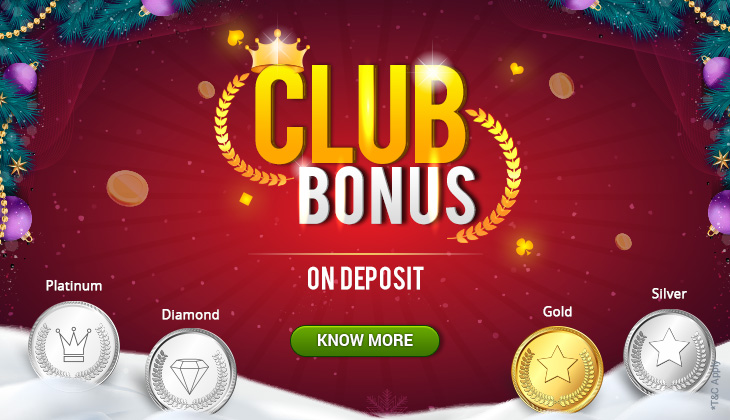 CLUB
BONUS
ON DEPOSIT
KNOW MORE
Platinum
Diamond
Gold
Silver
*T&C Apply